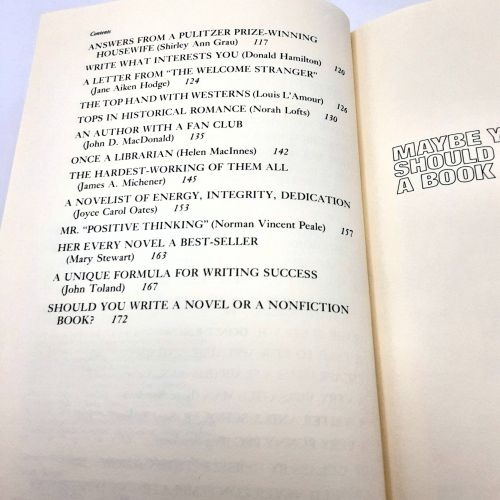 Contents
ANSWERS FROM A PULITZER PRIZE-WINNING
HOUSEWIFE (Shirley Ann Grau) 117
WRITE WHAT INTERESTS YOU (Donald Hamilton) 120
A LETTER FROM "THE WELCOME STRANGER"
(Jane Aiken Hodge) 124
THE TOP HAND WITH WESTERNS (Louis L'Amour) 126
TOPS IN HISTORICAL ROMANCE (Norah Lofts) 130
AN AUTHOR WITH A FAN CLUB
(John D. MacDonald) 135
ONCE A LIBRARIAN (Helen MacInnes) 142
THE HARDEST-WORKING OF THEM ALL
(James A. Michener) 145
A NOVELIST OF ENERGY, INTEGRITY, DEDICATION
(Joyce Carol Oates) 153
MR. "POSITIVE THINKING" (Norman Vincent Peale) 157
HER EVERY NOVEL A BEST-SELLER
(Mary Stewart) 163
A UNIQUE FORMULA FOR WRITING SUCCESS
(John Toland) 167
SHOULD YOU WRITE A NOVEL OR A NONFICTION
BOOK? 172
MAYBE Y
SHOULD
A BOOK